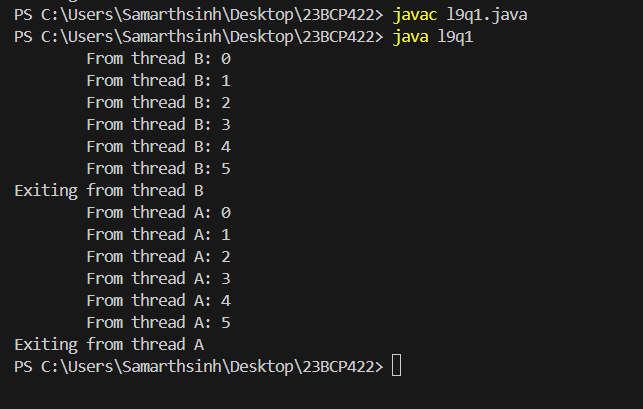 PS C:\Users\Samarthsinh\Desktop\23BCP422> javac l9q1.java
PS C:\Users\Samarthsinh\Desktop\23BCP422> java l9q1
        From thread B: 0
        From thread B: 1
        From thread B: 2
        From thread B: 3
        From thread B: 4
        From thread B: 5
Exiting from thread B
        From thread A: 0
        From thread A: 1
        From thread A: 2
        From thread A: 3
        From thread A: 4
        From thread A: 5
Exiting from thread A
PS C:\Users\Samarthsinh\Desktop\23BCP422>